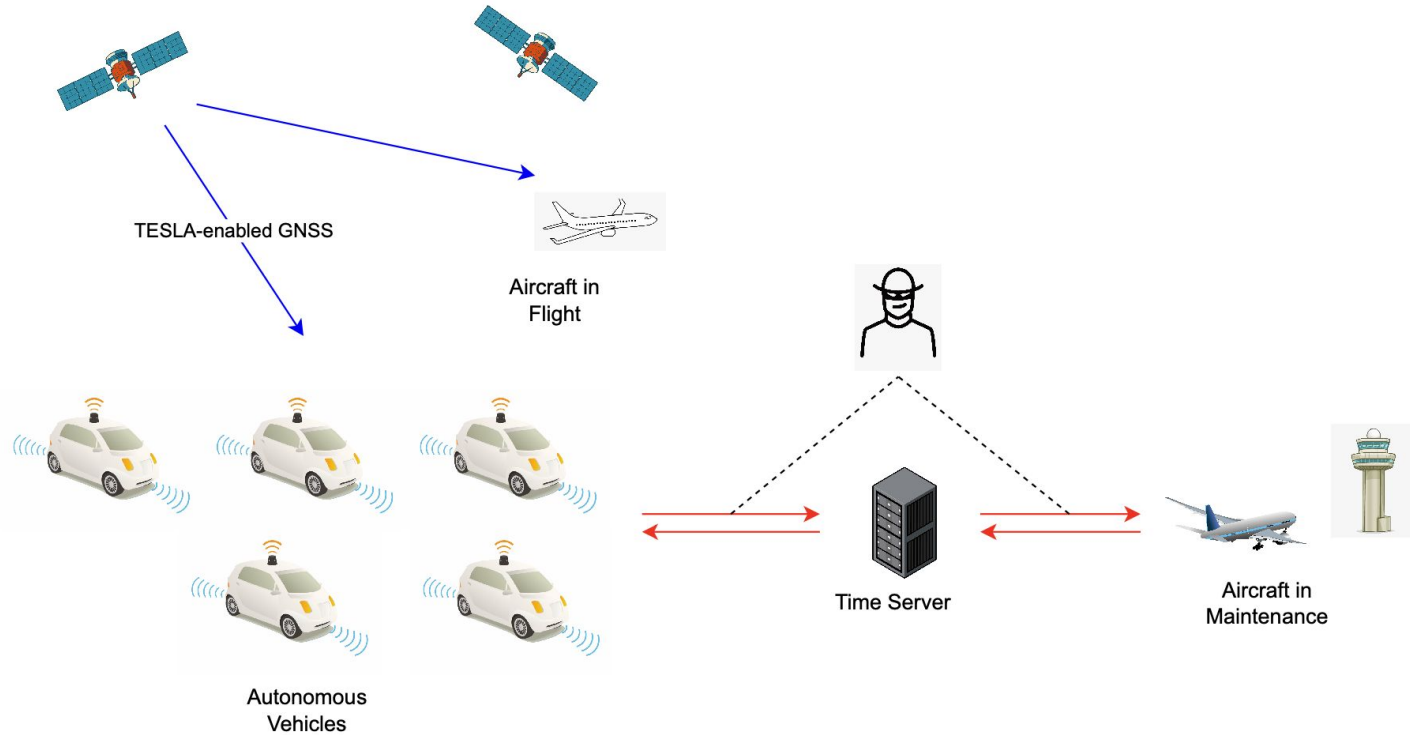 TESLA-enabled GNSS
Aircraft in
Flight
Time Server
Aircraft in
Maintenance
Autonomous
Vehicles